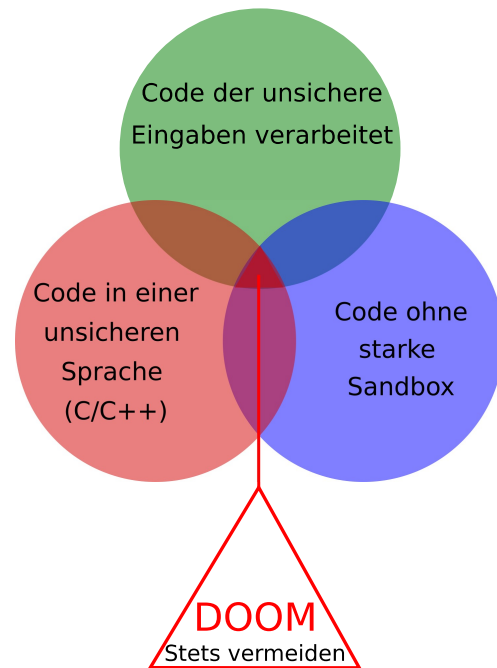 Code der unsichere
Eingaben verarbeitet
Code in einer
unsicheren
Sprache
(C/C++)
Code ohne
starke
Sandbox
DOOM
Stets vermeiden